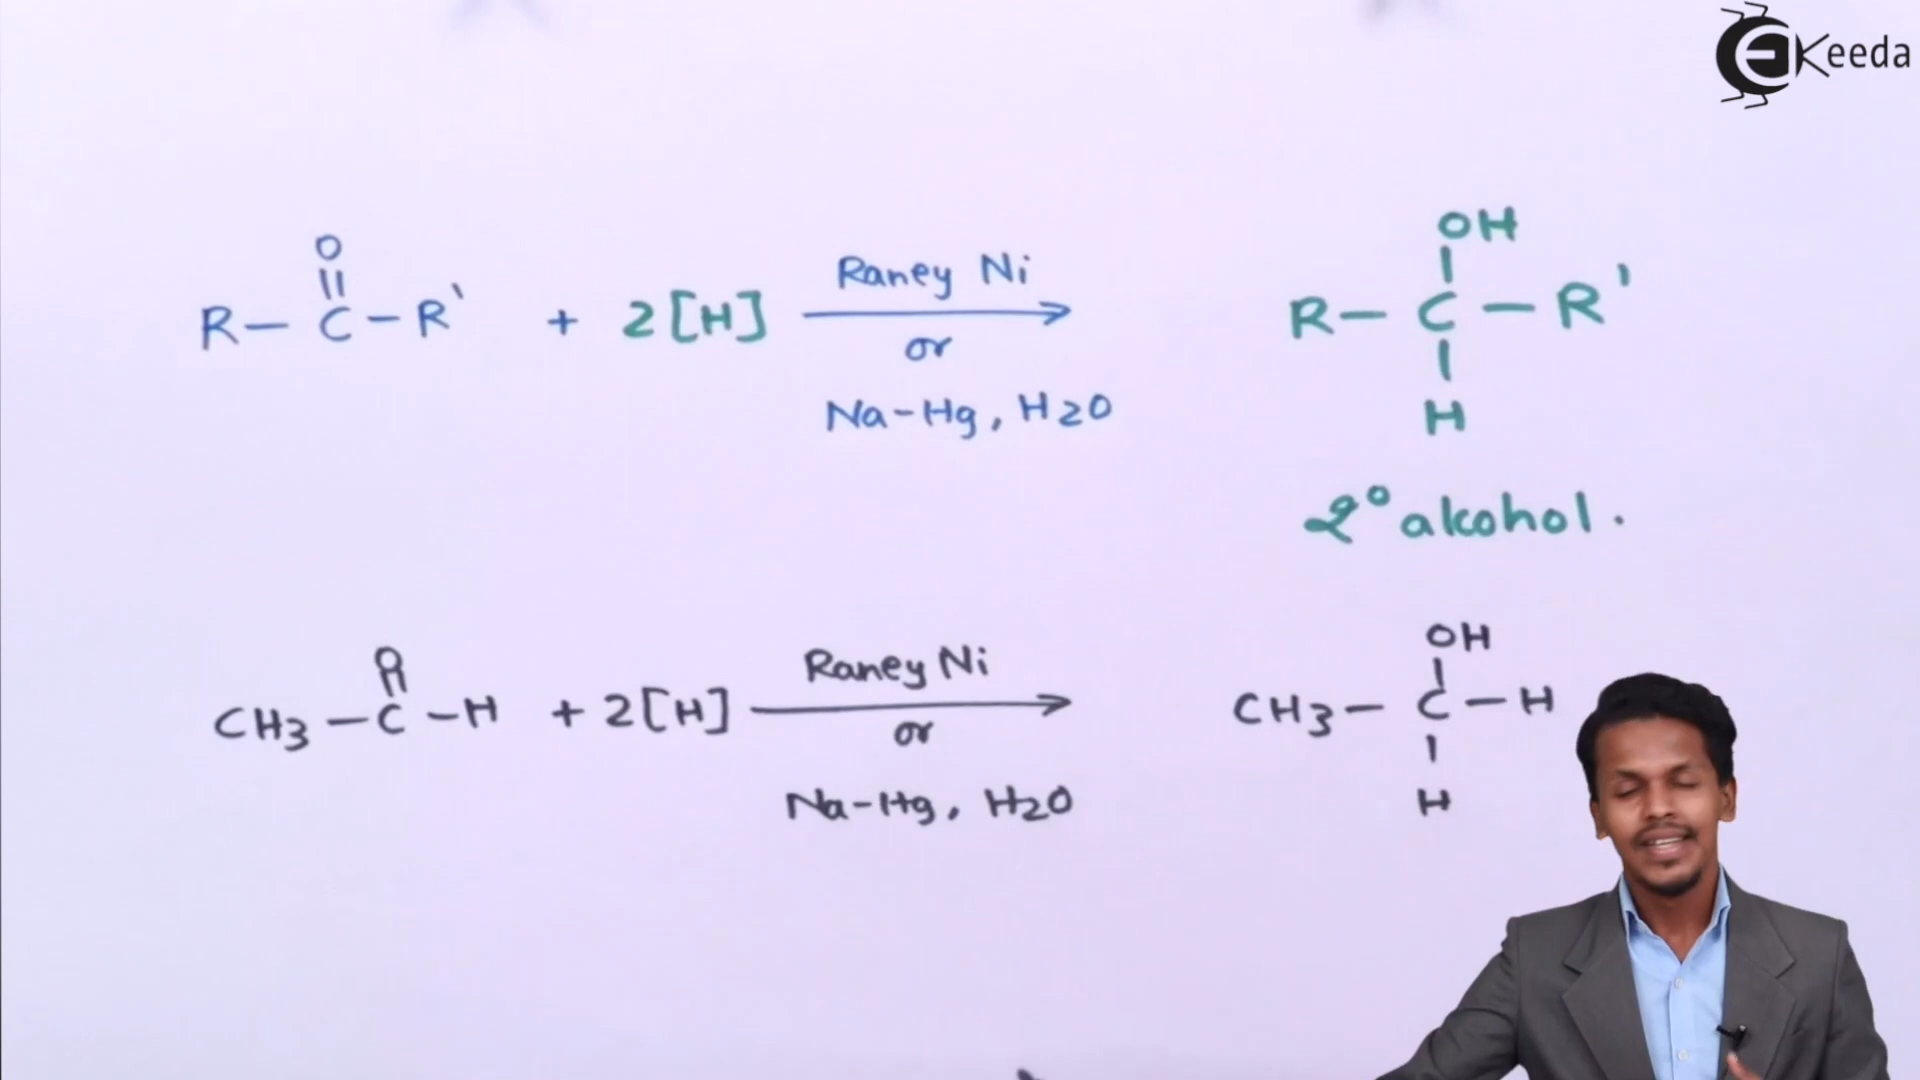 EKeeda
O
||
R — C — R' + 2[H] Raney Ni or Na-Hg, H2O
OH
|
R — C — R'
|
H
2° alcohol.
O
||
CH3 — C — H + 2[H] Raney Ni or Na-Hg, H2O
OH
|
CH3 — C — H
|
H